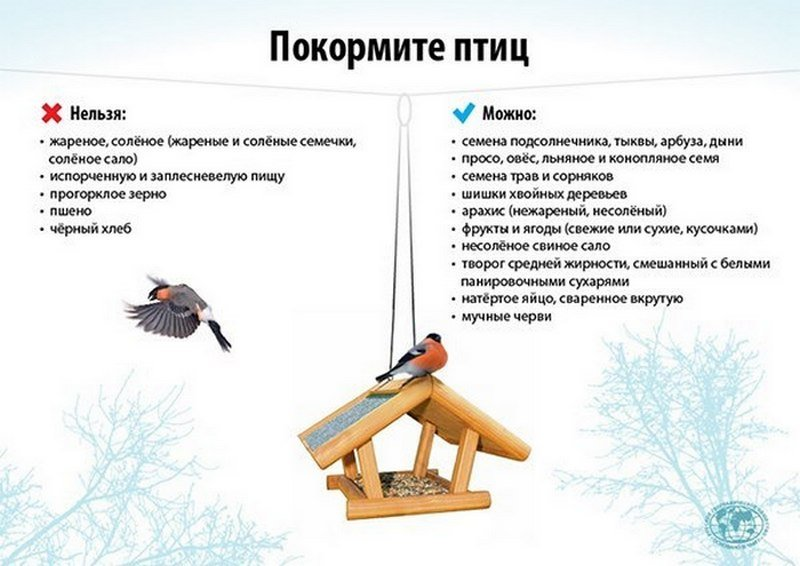 Покормите птиц
Нельзя:
• жареное, солёное (жареные и солёные семечки,
солёное сало)
• испорченную и заплесневелую пищу
• прогорклое зерно
• пшено
• чёрный хлеб
Можно:
• семена подсолнечника, тыквы, арбуза, дыни
• просо, овёс, льняное и конопляное семя
• семена трав и сорняков
• шишки хвойных деревьев
• арахис (нежареный, несолёный)
• фрукты и ягоды (свежие или сухие, кусочками)
• несолёное свиное сало
• творог средней жирности, смешанный с белыми
панировочными сухарями
• натёртое яйцо, сваренное вкрутую
• мучные черви